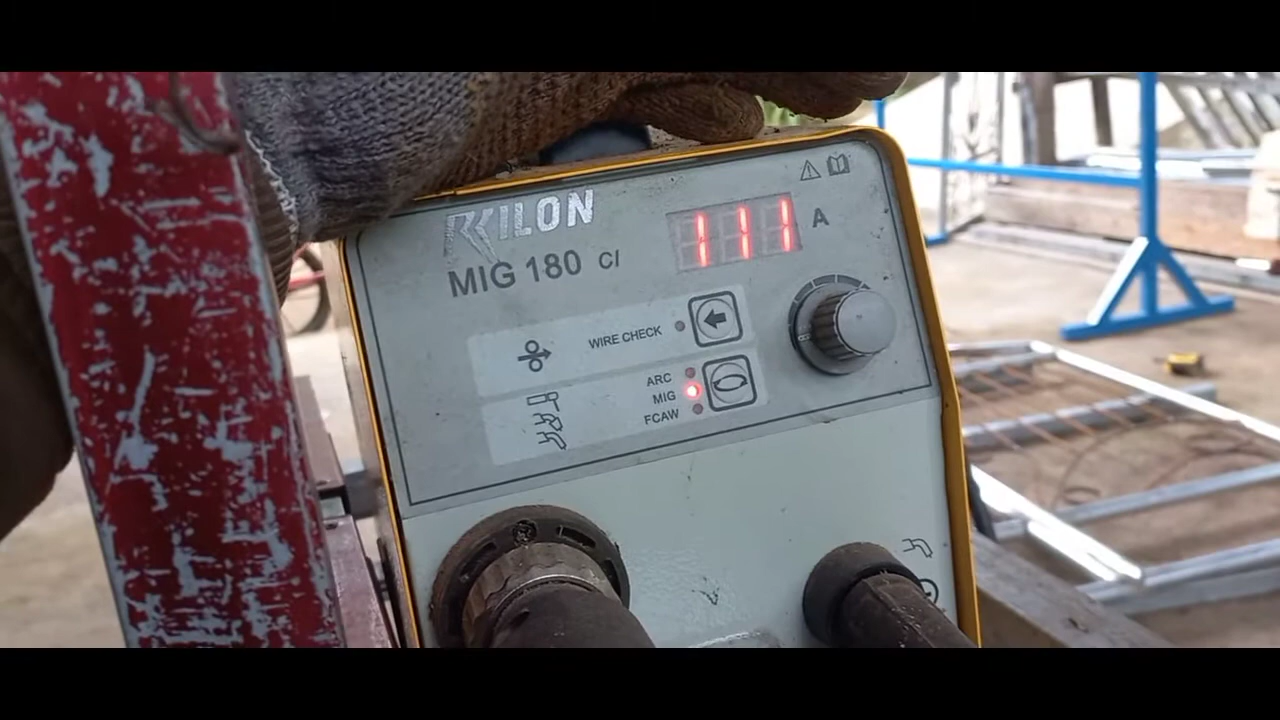 RILON
111 A
MIG 180 CI
WIRE CHECK
ARC
MIG
FCAW